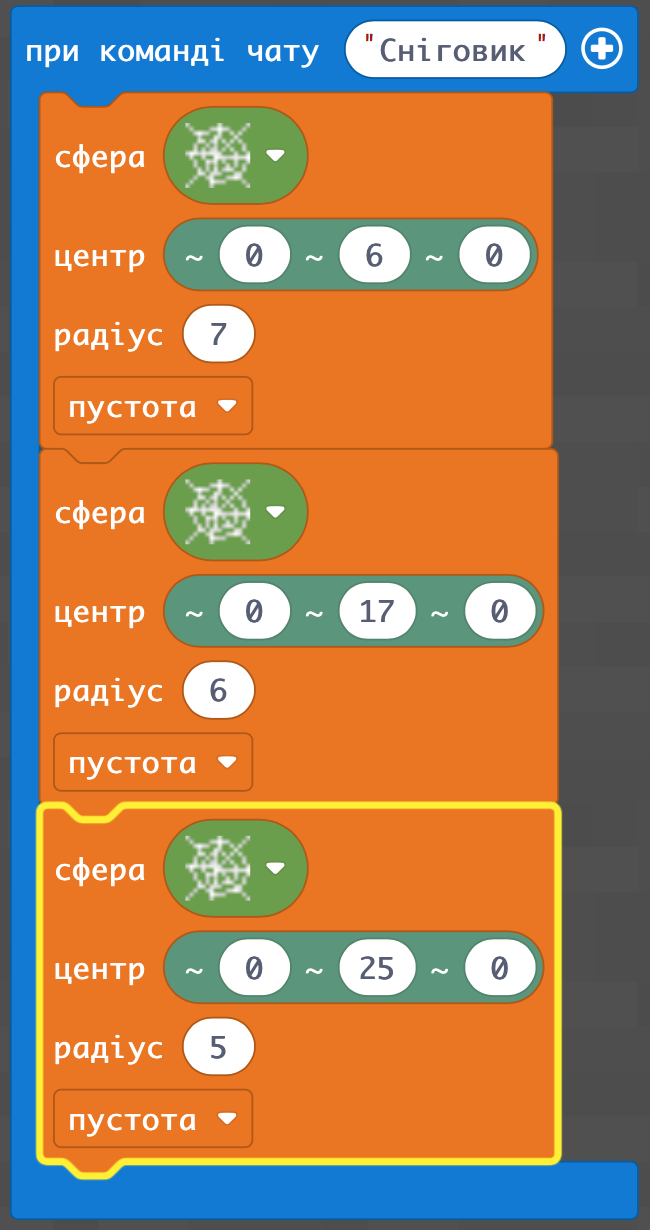 при команді чату "Сніговик"
сфера
центр ~ 0 ~ 6 ~ 0
радіус 7
пустота
сфера
центр ~ 0 ~ 17 ~ 0
радіус 6
пустота
сфера
центр ~ 0 ~ 25 ~ 0
радіус 5
пустота